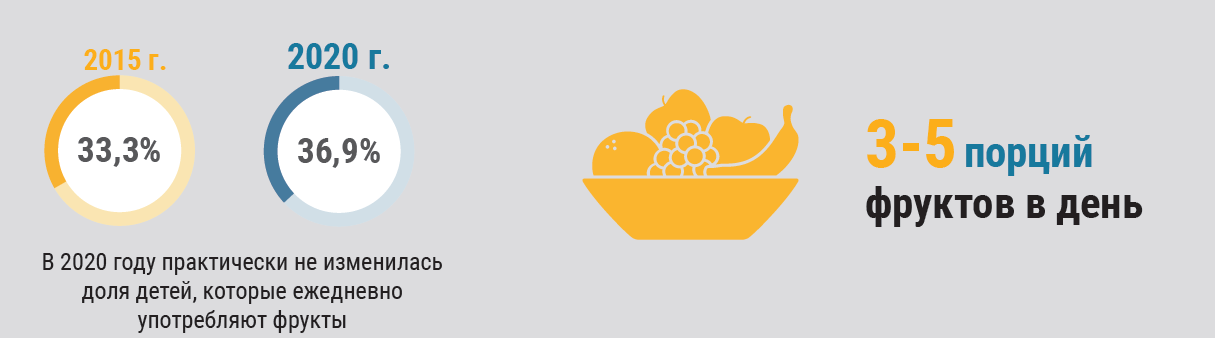 2015 г.
2020 г.
33,3%
36,9%
В 2020 году практически не изменилась
доля детей, которые ежедневно
употребляют фрукты
3-5 порций
фруктов в день